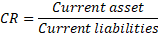 CR = Current asset / Current liabilities